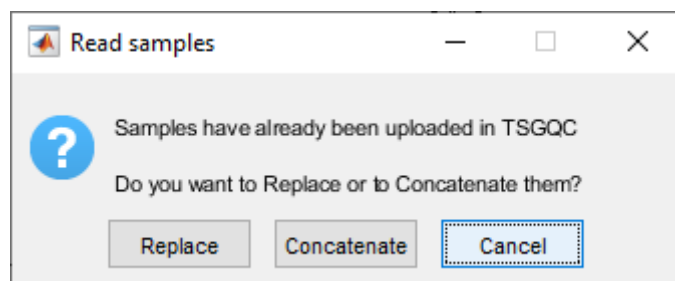 Read samples
Samples have already been uploaded in TSGQC
Do you want to Replace or to Concatenate them?
Replace Concatenate Cancel